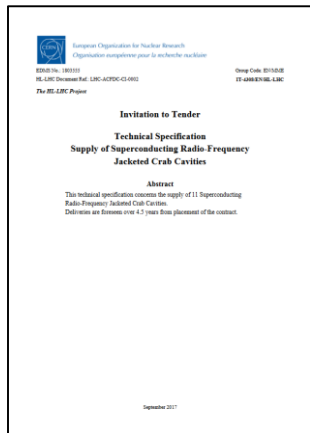 CERN
European Organization for Nuclear Research
Organisation européenne pour la recherche nucléaire
EDMS No.: 1803555
Group Code: EN/MME
HL-LHC Document Ref.: LHC-ACFDC-CI-0002
IT-4300/EN/HL-LHC
The HL-LHC Project
Invitation to Tender
Technical Specification
Supply of Superconducting Radio-Frequency
Jacketed Crab Cavities
Abstract
This technical specification concerns the supply of 11 Superconducting
Radio-Frequency Jacketed Crab Cavities.
Deliveries are foreseen over 4.5 years from placement of the contract.
September 2017